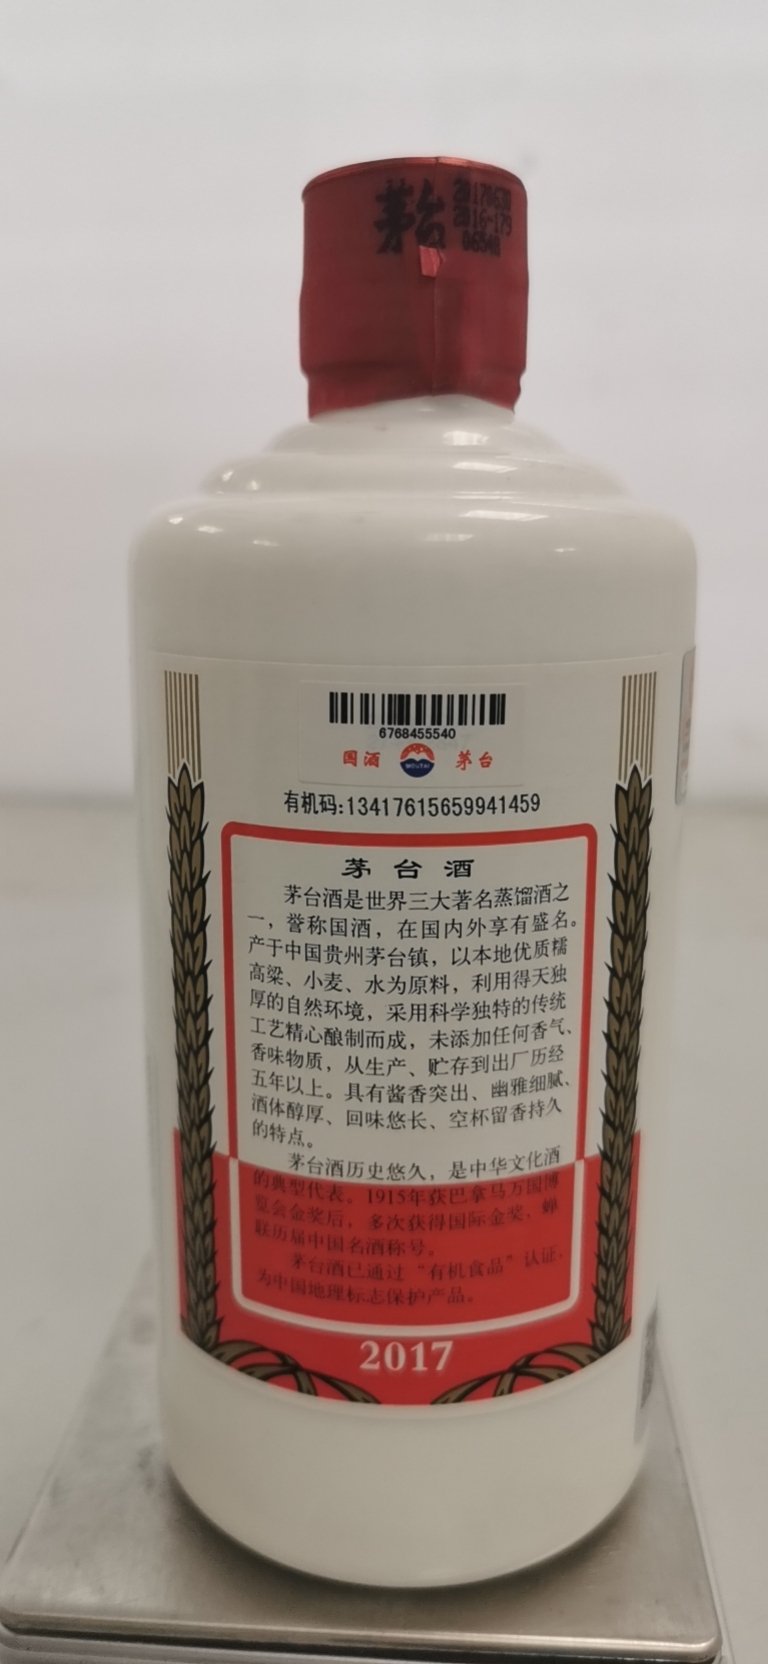 茅台
20170630
2016-179
6768455540
国酒 MOUTAI 茅台
有机码:13417615659941459
茅台酒
茅台酒是世界三大著名蒸馏酒之
一，誉称国酒，在国内外享有盛名。
产于中国贵州茅台镇，以本地优质糯
高粱、小麦、水为原料，利用得天独
厚的自然环境，采用科学独特的传统
工艺精心酿制而成，未添加任何香气、
香味物质，从生产、贮存到出厂历经
五年以上。具有酱香突出、幽雅细腻、
酒体醇厚、回味悠长、空杯留香持久
的特点。
茅台酒历史悠久，是中华文化酒
的典型代表。1915年获巴拿马万国博
览会金奖后，多次获得国际金奖，蝉
联历届中国名酒称号。
茅台酒已通过“有机食品”认证，
为中国地理标志保护产品。
2017